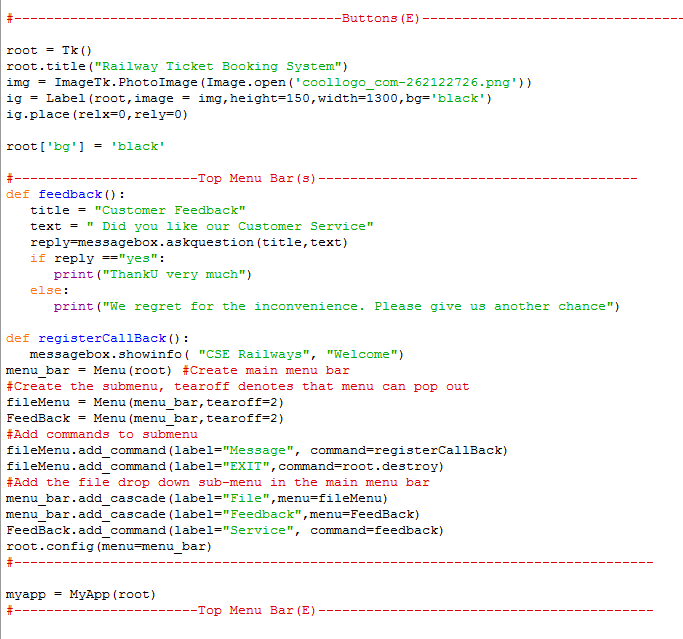 #-----------------------------------------Buttons(E)---------------------------------
root = Tk()
root.title("Railway Ticket Booking System")
img = ImageTk.PhotoImage(Image.open('coollogo_com-262122726.png'))
ig = Label(root,image = img,height=150,width=1300,bg='black')
ig.place(relx=0,rely=0)
root['bg'] = 'black'
#-----------------------Top Menu Bar(s)----------------------------------------
def feedback():
   title = "Customer Feedback"
   text = " Did you like our Customer Service"
   reply=messagebox.askquestion(title,text)
   if reply =="yes":
      print("ThankU very much")
   else:
      print("We regret for the inconvenience. Please give us another chance")
def registerCallBack():
   messagebox.showinfo( "CSE Railways", "Welcome")
menu_bar = Menu(root) #Create main menu bar
#Create the submenu, tearoff denotes that menu can pop out
fileMenu = Menu(menu_bar,tearoff=2)
FeedBack = Menu(menu_bar,tearoff=2)
#Add commands to submenu
fileMenu.add_command(label="Message", command=registerCallBack)
fileMenu.add_command(label="EXIT",command=root.destroy)
#Add the file drop down sub-menu in the main menu bar
menu_bar.add_cascade(label="File",menu=fileMenu)
menu_bar.add_cascade(label="Feedback",menu=FeedBack)
FeedBack.add_command(label="Service", command=feedback)
root.config(menu=menu_bar)
#--------------------------------------------------------------------------------
myapp = MyApp(root)
#-----------------------Top Menu Bar(E)------------------------------------------